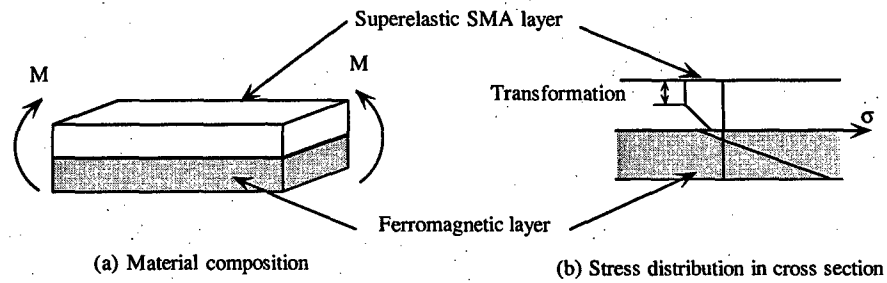 Superelastic SMA layer
M
M
Transformation
σ
Ferromagnetic layer
(a) Material composition
(b) Stress distribution in cross section